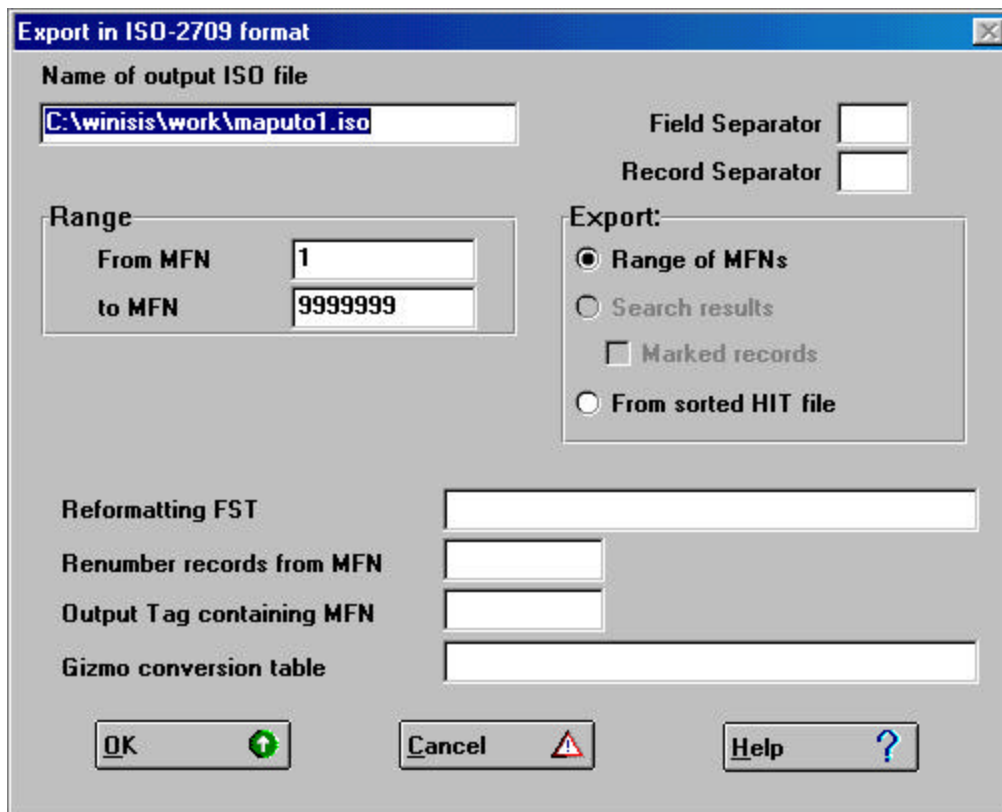 Export in ISO-2709 format
Name of output ISO file
C:\winisis\work\maputo1.iso
Field Separator
Record Separator
Range
From MFN 1
to MFN 9999999
Export:
Range of MFNs
Search results
Marked records
From sorted HIT file
Reformatting FST
Renumber records from MFN
Output Tag containing MFN
Gizmo conversion table
OK
Cancel
Help ?